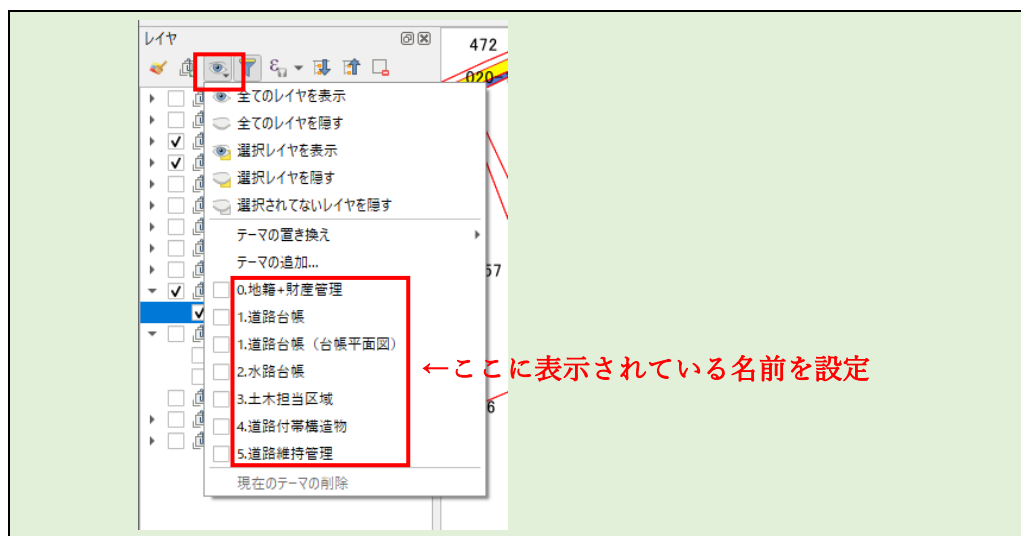 レイヤ
472
020-
全てのレイヤを表示
全てのレイヤを隠す
選択レイヤを表示
選択レイヤを隠す
選択されてないレイヤを隠す
テーマの置き換え
テーマの追加...
57
0.地籍+財産管理
1.道路台帳
1.道路台帳（台帳平面図）
←ここに表示されている名前を設定
2.水路台帳
3.土木担当区域
6
4.道路付帯構造物
5.道路維持管理
現在のテーマの削除